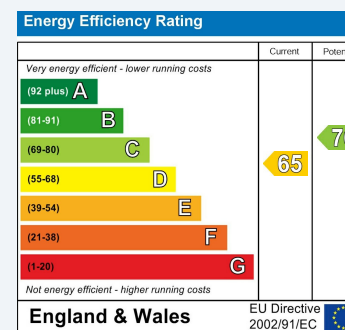 Energy Efficiency Rating
Current
Very energy efficient - lower running costs
(92 plus) A
(81-91) B
(69-80) C
(55-68) D
65
(39-54) E
(21-38) F
(1-20) G
Not energy efficient - higher running costs
England & Wales
EU Directive
2002/91/EC